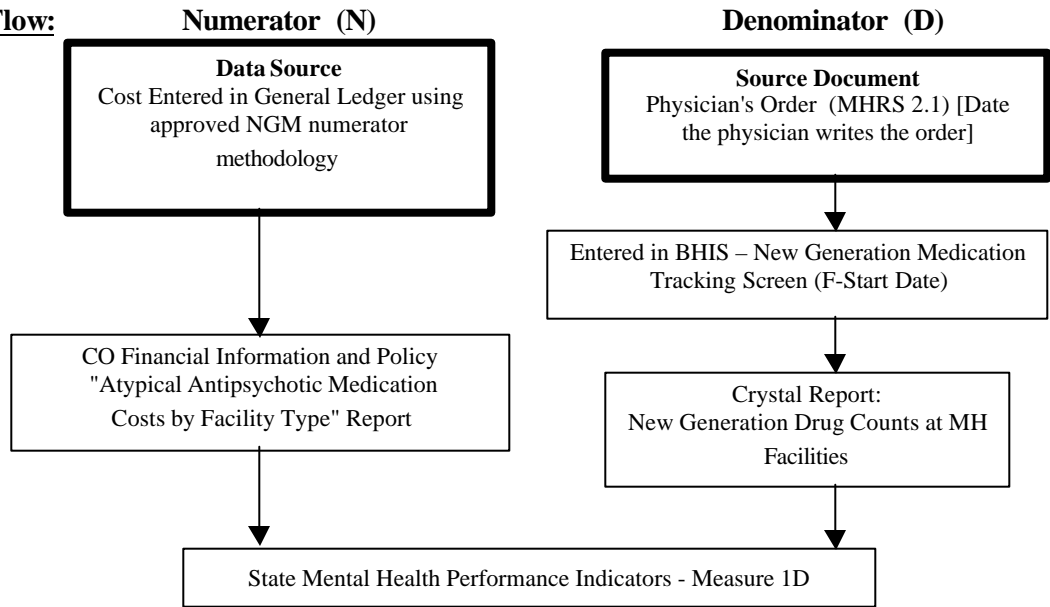 Flow: Numerator (N) Denominator (D)
Data Source
Cost Entered in General Ledger using
approved NGM numerator
methodology
Source Document
Physician's Order (MHRS 2.1) [Date
the physician writes the order]
Entered in BHIS – New Generation Medication
Tracking Screen (F-Start Date)
CO Financial Information and Policy
"Atypical Antipsychotic Medication
Costs by Facility Type" Report
Crystal Report:
New Generation Drug Counts at MH
Facilities
State Mental Health Performance Indicators - Measure 1D